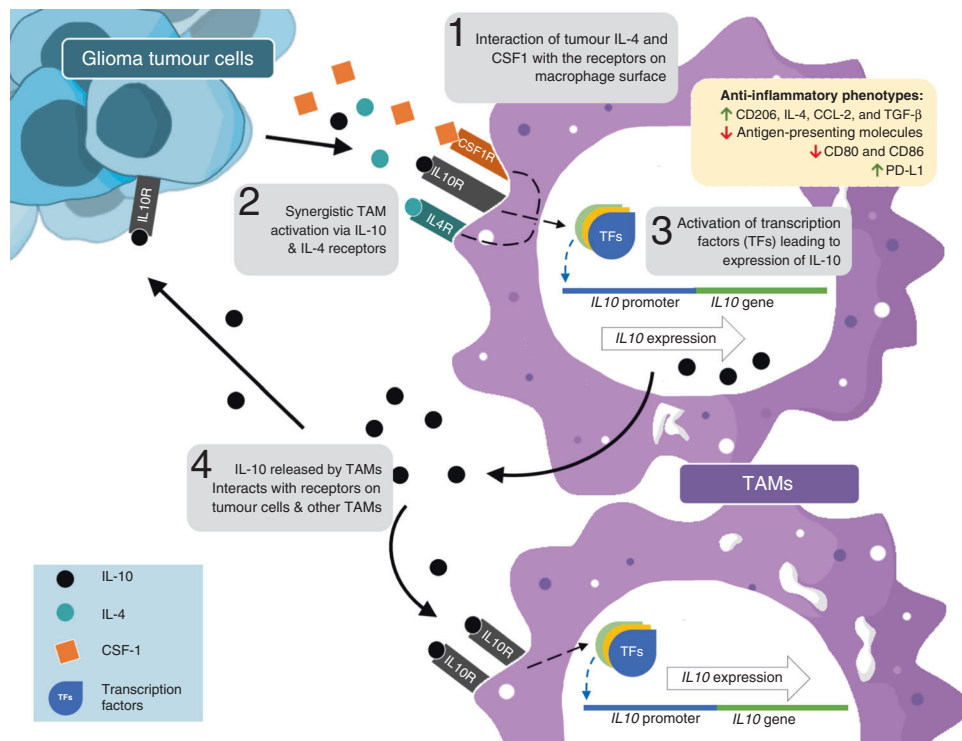 Glioma tumour cells
1
Interaction of tumour IL-4 and
CSF1 with the receptors on
macrophage surface
Anti-inflammatory phenotypes:
↑ CD206, IL-4, CCL-2, and TGF-β
↓ Antigen-presenting molecules
↓ CD80 and CD86
↑ PD-L1
CSF1R
IL10R
IL4R
IL10R
2
Synergistic TAM
activation via IL-10
& IL-4 receptors
TFs
3
Activation of transcription
factors (TFs) leading to
expression of IL-10
IL10 promoter
IL10 gene
IL10 expression
4
IL-10 released by TAMs
Interacts with receptors on
tumour cells & other TAMs
TAMs
IL-10
IL-4
CSF-1
TFs
Transcription
factors
IL10R
IL10R
TFs
IL10 expression
IL10 promoter
IL10 gene